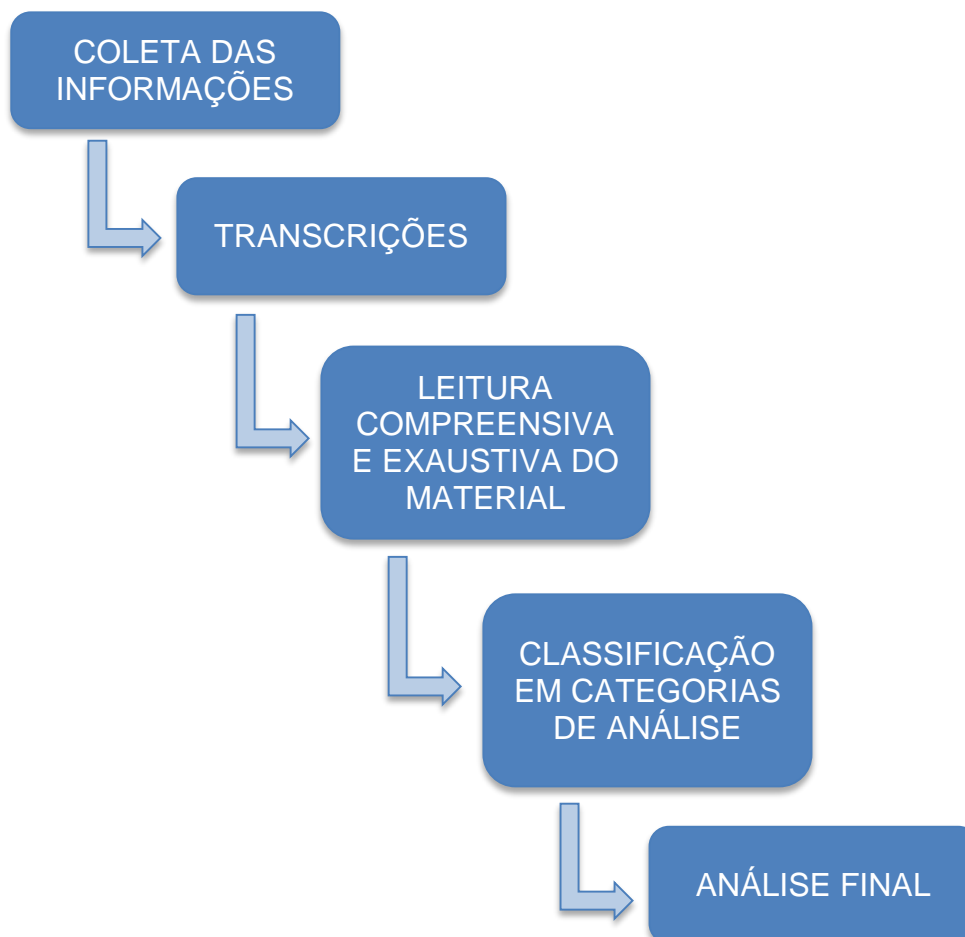 COLETA DAS
INFORMAÇÕES
TRANSCRIÇÕES
LEITURA
COMPREENSIVA
E EXAUSTIVA DO
MATERIAL
CLASSIFICAÇÃO
EM CATEGORIAS
DE ANÁLISE
ANÁLISE FINAL